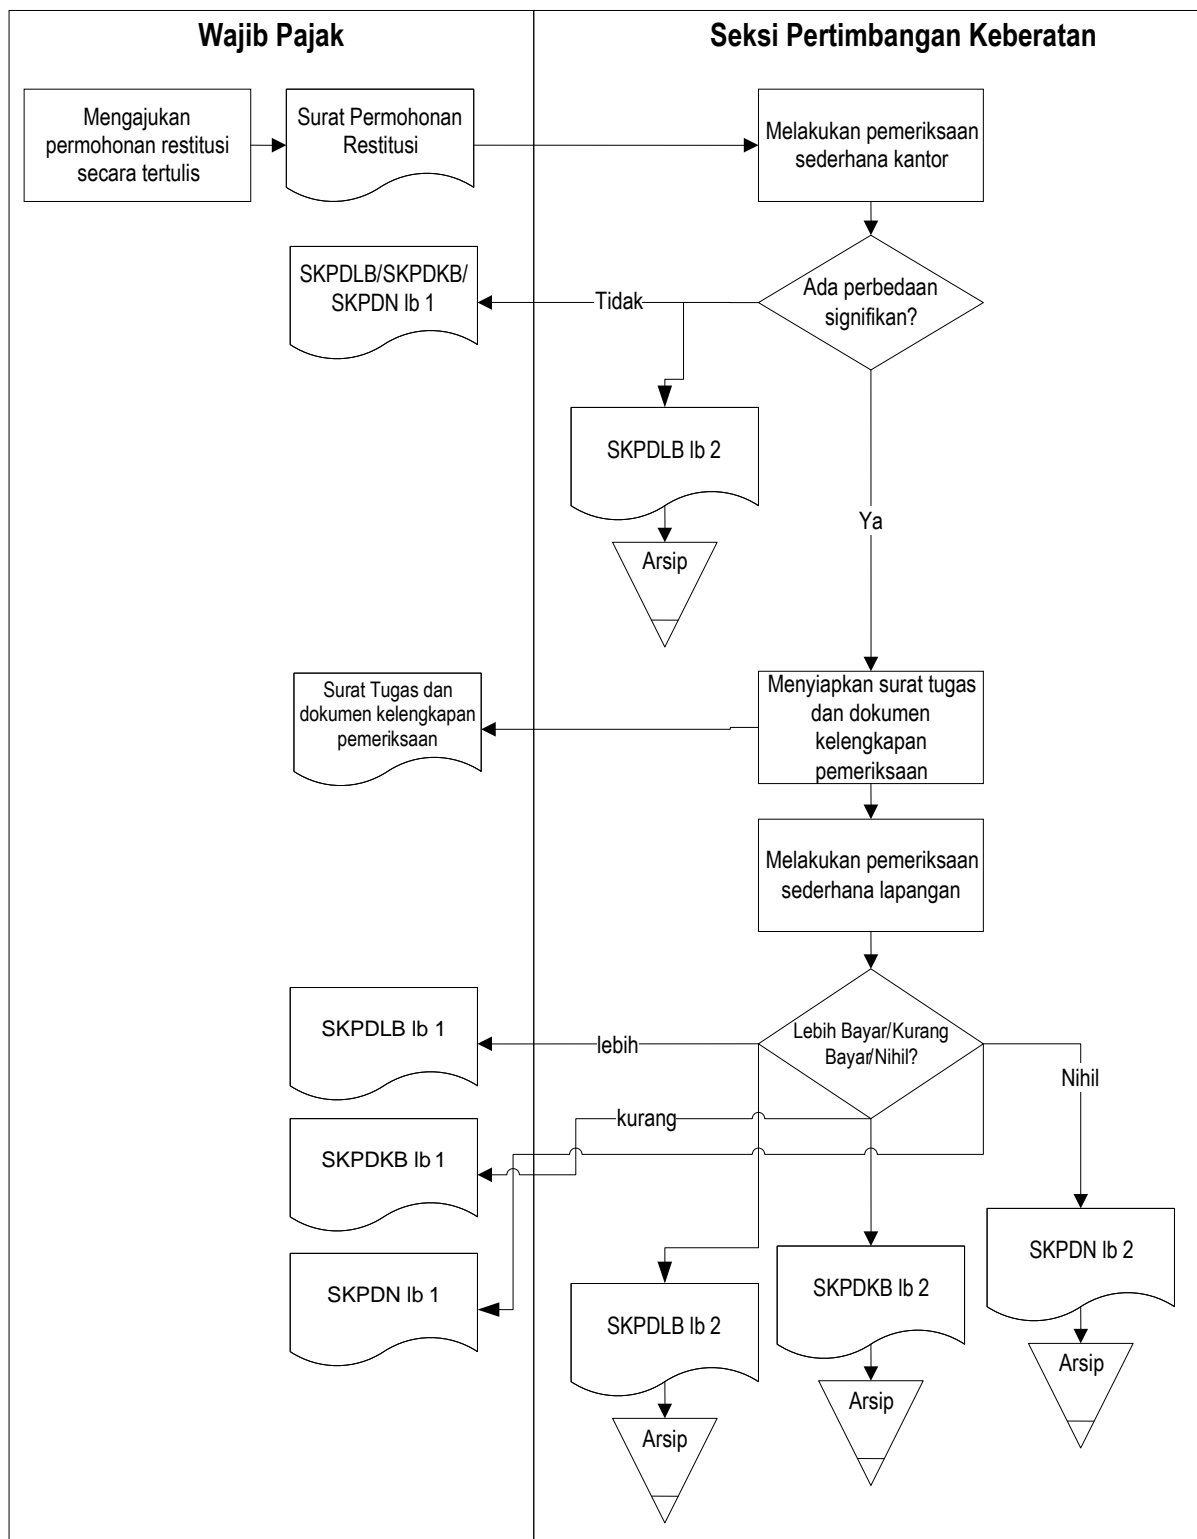 Wajib Pajak
Seksi Pertimbangan Keberatan
Mengajukan
permohonan restitusi
secara tertulis
Surat Permohonan
Restitusi
Melakukan pemeriksaan
sederhana kantor
SKPDLB/SKPDKB/
SKPDN lb 1
Tidak
Ada perbedaan
signifikan?
SKPDLB lb 2
Ya
Arsip
Surat Tugas dan
dokumen kelengkapan
pemeriksaan
Menyiapkan surat tugas
dan dokumen
kelengkapan
pemeriksaan
Melakukan pemeriksaan
sederhana lapangan
SKPDLB lb 1
lebih
Lebih Bayar/Kurang
Bayar/Nihil?
Nihil
kurang
SKPDKB lb 1
SKPDN lb 1
SKPDLB lb 2
SKPDKB lb 2
SKPDN lb 2
Arsip
Arsip
Arsip